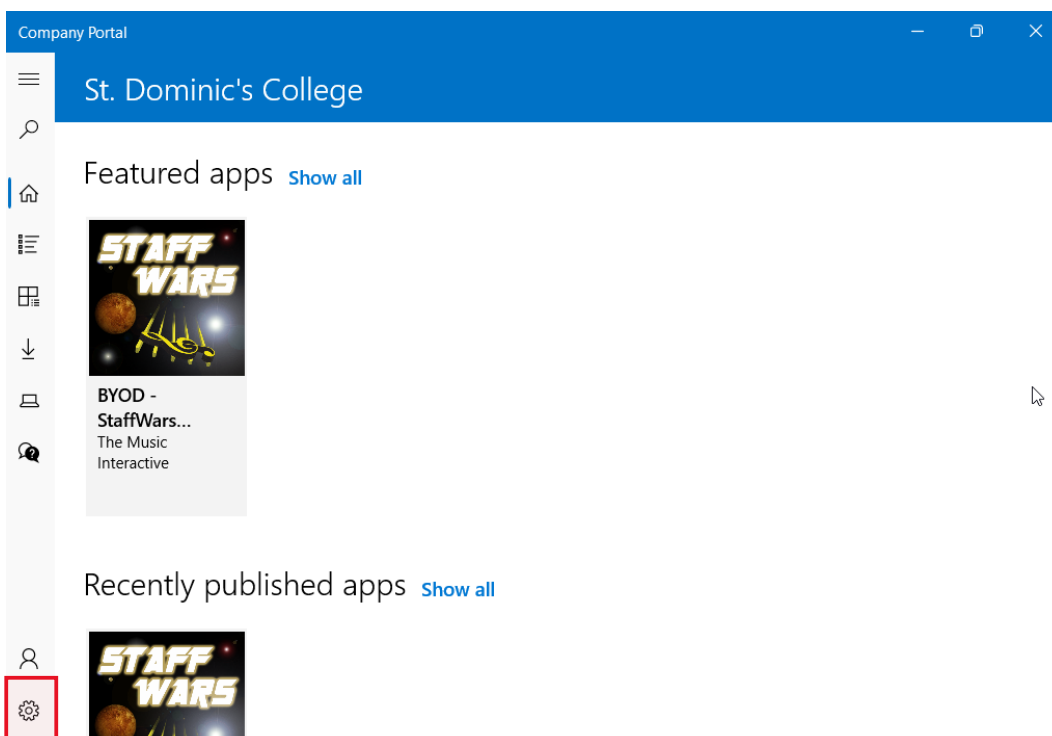 Company Portal
St. Dominic's College
Featured apps Show all
STAFF
WARS
BYOD -
StaffWars...
The Music
Interactive
Recently published apps Show all
STAFF
WARS